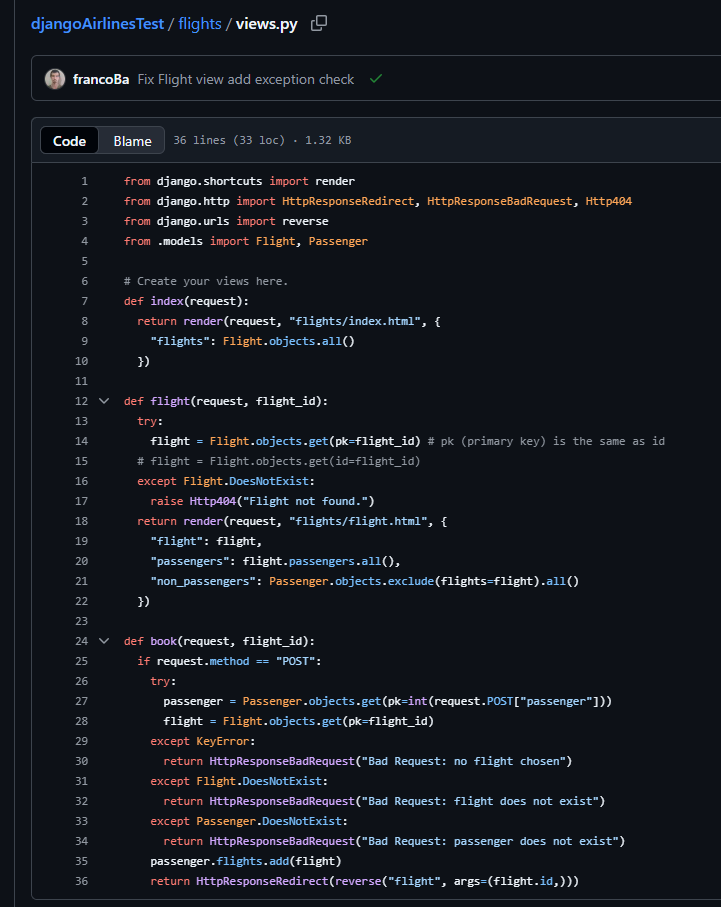 djangoAirlinesTest / flights / views.py
francoBa Fix Flight view add exception check
Code Blame 36 lines (33 loc) · 1.32 KB
1 from django.shortcuts import render
2 from django.http import HttpResponseRedirect, HttpResponseBadRequest, Http404
3 from django.urls import reverse
4 from .models import Flight, Passenger
5
6 # Create your views here.
7 def index(request):
8   return render(request, "flights/index.html", {
9     "flights": Flight.objects.all()
10   })
11
12 def flight(request, flight_id):
13   try:
14     flight = Flight.objects.get(pk=flight_id) # pk (primary key) is the same as id
15   # flight = Flight.objects.get(id=flight_id)
16   except Flight.DoesNotExist:
17     raise Http404("Flight not found.")
18   return render(request, "flights/flight.html", {
19     "flight": flight,
20     "passengers": flight.passengers.all(),
21     "non_passengers": Passenger.objects.exclude(flights=flight).all()
22   })
23
24 def book(request, flight_id):
25   if request.method == "POST":
26     try:
27       passenger = Passenger.objects.get(pk=int(request.POST["passenger"]))
28       flight = Flight.objects.get(pk=flight_id)
29     except KeyError:
30       return HttpResponseBadRequest("Bad Request: no flight chosen")
31     except Flight.DoesNotExist:
32       return HttpResponseBadRequest("Bad Request: flight does not exist")
33     except Passenger.DoesNotExist:
34       return HttpResponseBadRequest("Bad Request: passenger does not exist")
35     passenger.flights.add(flight)
36     return HttpResponseRedirect(reverse("flight", args=(flight.id,)))